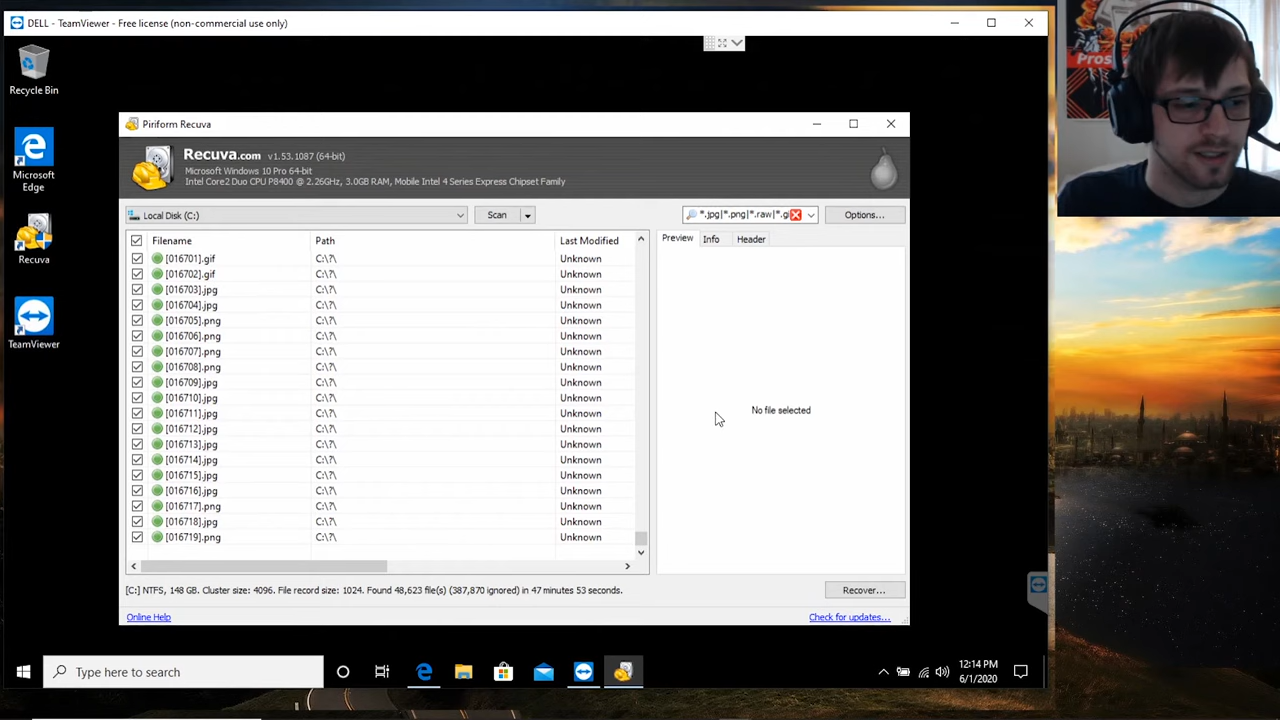 DELL - TeamViewer - Free license (non-commercial use only)
Pros
Recycle Bin
Microsoft Edge
Recuva
TeamViewer
Piriform Recuva
Recuva.com v1.53.1087 (64-bit)
Microsoft Windows 10 Pro 64-bit
Intel Core2 Duo CPU P8400 @ 2.26GHz, 3.0GB RAM, Mobile Intel 4 Series Express Chipset Family
Local Disk (C:) Scan *.jpg|*.png|*.raw|*.gi Options...
Filename Path Last Modified Preview Info Header
[016701].gif C:\?\ Unknown
[016702].gif C:\?\ Unknown
[016703].jpg C:\?\ Unknown
[016704].jpg C:\?\ Unknown
[016705].png C:\?\ Unknown
[016706].png C:\?\ Unknown
[016707].png C:\?\ Unknown
[016708].png C:\?\ Unknown
[016709].jpg C:\?\ Unknown
[016710].jpg C:\?\ Unknown
[016711].jpg C:\?\ Unknown
[016712].jpg C:\?\ Unknown
[016713].jpg C:\?\ Unknown
[016714].jpg C:\?\ Unknown
[016715].jpg C:\?\ Unknown
[016716].jpg C:\?\ Unknown
[016717].png C:\?\ Unknown
[016718].jpg C:\?\ Unknown
[016719].png C:\?\ Unknown
No file selected
[C:] NTFS, 148 GB. Cluster size: 4096. File record size: 1024. Found 48,623 file(s) (387,870 ignored) in 47 minutes 53 seconds.
Recover...
Online Help Check for updates...
Type here to search
12:14 PM
6/1/2020